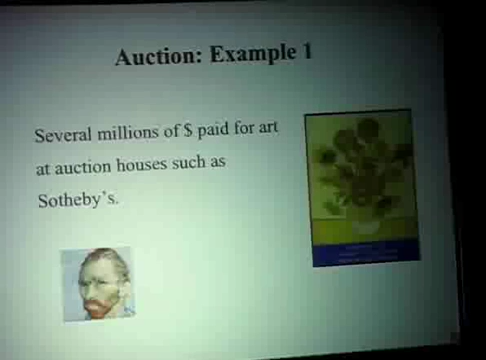 Auction: Example 1
Several millions of $ paid for art
at auction houses such as
Sotheby's.